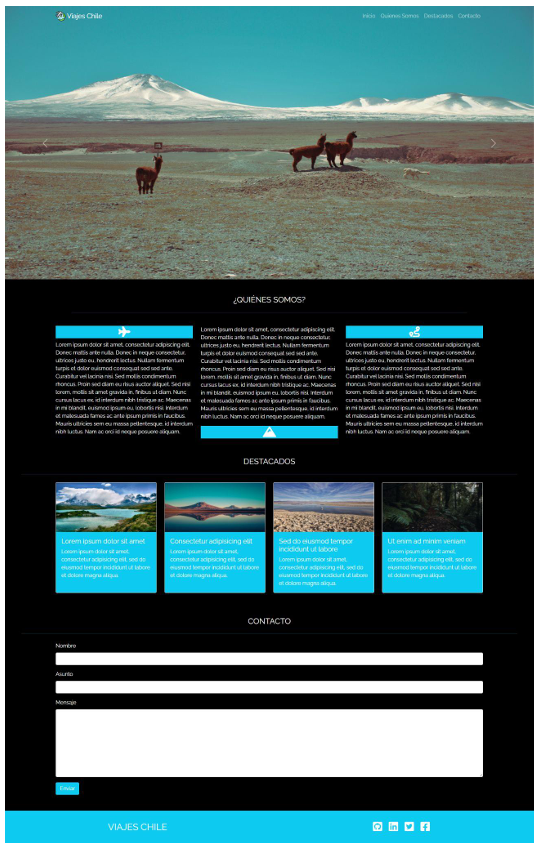 Viajes Chile
Inicio Quienes Somos Destacados Contacto
¿QUIÉNES SOMOS?
Lorem ipsum dolor sit amet, consectetur adipiscing elit.
Donec mattis ante nulla. Donec in neque consectetur,
ultrices justo eu, hendrerit lectus. Nullam fermentum
turpis et dolor euismod consequat sed sed ante.
Curabitur vel lacinia nisi. Sed mollis condimentum
rhoncus. Proin sed diam eu risus auctor aliquet. Sed nisi
lorem, mollis sit amet gravida in, finibus ut diam. Nunc
cursus lacus ex, id interdum nibh tristique ac. Maecenas
in mi blandit, euismod ipsum eu, lobortis nisl. Interdum
et malesuada fames ac ante ipsum primis in faucibus.
Mauris ultricies sem eu massa pellentesque, id interdum
nibh luctus. Nam ac orci id neque posuere aliquam.
Lorem ipsum dolor sit amet, consectetur adipiscing elit.
Donec mattis ante nulla. Donec in neque consectetur,
ultrices justo eu, hendrerit lectus. Nullam fermentum
turpis et dolor euismod consequat sed sed ante.
Curabitur vel lacinia nisi. Sed mollis condimentum
rhoncus. Proin sed diam eu risus auctor aliquet. Sed nisi
lorem, mollis sit amet gravida in, finibus ut diam. Nunc
cursus lacus ex, id interdum nibh tristique ac. Maecenas
in mi blandit, euismod ipsum eu, lobortis nisl. Interdum
et malesuada fames ac ante ipsum primis in faucibus.
Mauris ultricies sem eu massa pellentesque, id interdum
nibh luctus. Nam ac orci id neque posuere aliquam.
Lorem ipsum dolor sit amet, consectetur adipiscing elit.
Donec mattis ante nulla. Donec in neque consectetur,
ultrices justo eu, hendrerit lectus. Nullam fermentum
turpis et dolor euismod consequat sed sed ante.
Curabitur vel lacinia nisi. Sed mollis condimentum
rhoncus. Proin sed diam eu risus auctor aliquet. Sed nisi
lorem, mollis sit amet gravida in, finibus ut diam. Nunc
cursus lacus ex, id interdum nibh tristique ac. Maecenas
in mi blandit, euismod ipsum eu, lobortis nisl. Interdum
et malesuada fames ac ante ipsum primis in faucibus.
Mauris ultricies sem eu massa pellentesque, id interdum
nibh luctus. Nam ac orci id neque posuere aliquam.
DESTACADOS
Lorem ipsum dolor sit amet
Lorem ipsum dolor sit amet,
consectetur adipiscing elit, sed do
eiusmod tempor incididunt ut labore
et dolore magna aliqua.
Consectetur adipisicing elit
Lorem ipsum dolor sit amet,
consectetur adipiscing elit, sed do
eiusmod tempor incididunt ut labore
et dolore magna aliqua.
Sed do eiusmod tempor
incididunt ut labore
Lorem ipsum dolor sit amet,
consectetur adipiscing elit, sed do
eiusmod tempor incididunt ut labore
et dolore magna aliqua.
Ut enim ad minim veniam
Lorem ipsum dolor sit amet,
consectetur adipiscing elit, sed do
eiusmod tempor incididunt ut labore
et dolore magna aliqua.
CONTACTO
Nombre
Asunto
Mensaje
Enviar
VIAJES CHILE